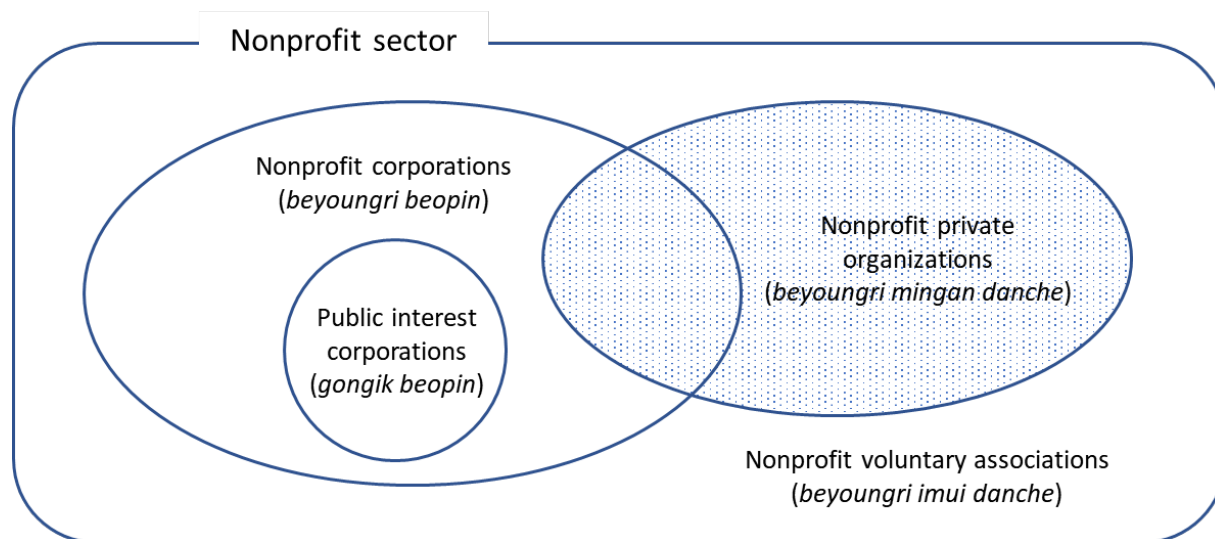 Nonprofit sector
Nonprofit corporations
(beyoungri beopin)
Public interest
corporations
(gongik beopin)
Nonprofit private
organizations
(beyoungri mingan danche)
Nonprofit voluntary associations
(beyoungri imui danche)